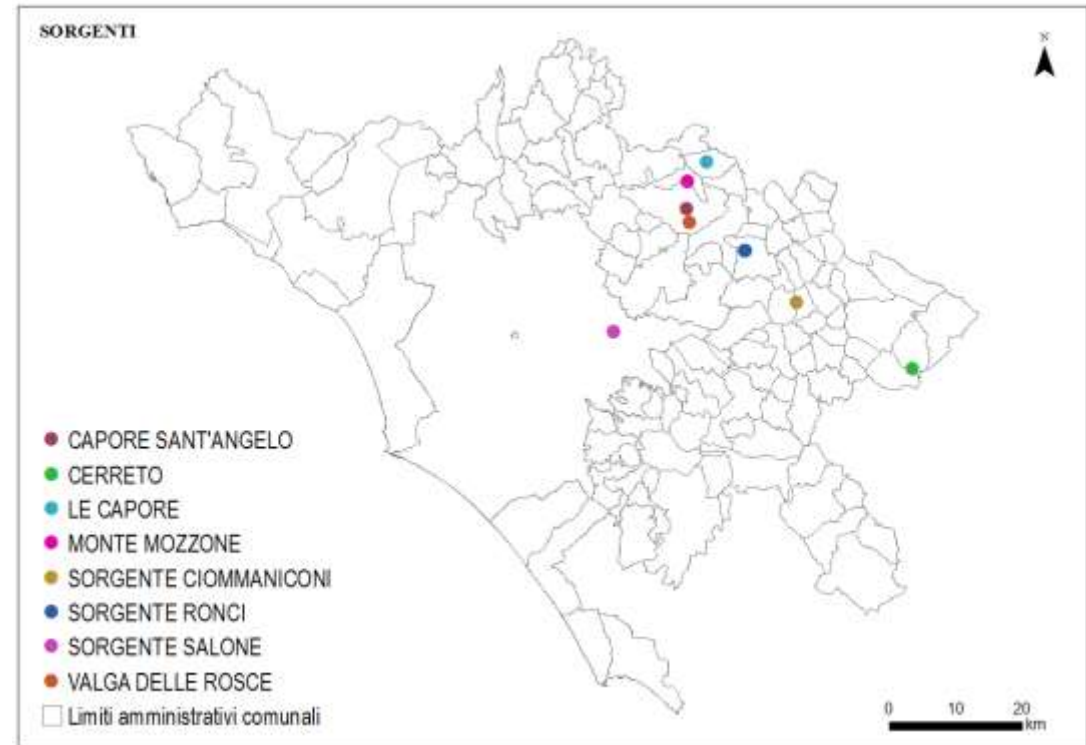 SORGENTI
N
CAPORE SANT'ANGELO
CERRETO
LE CAPORE
MONTE MOZZONE
SORGENTE CIOMMANICONI
SORGENTE RONCI
SORGENTE SALONE
VALGA DELLE ROSCE
Limiti amministrativi comunali
0 10 20
km